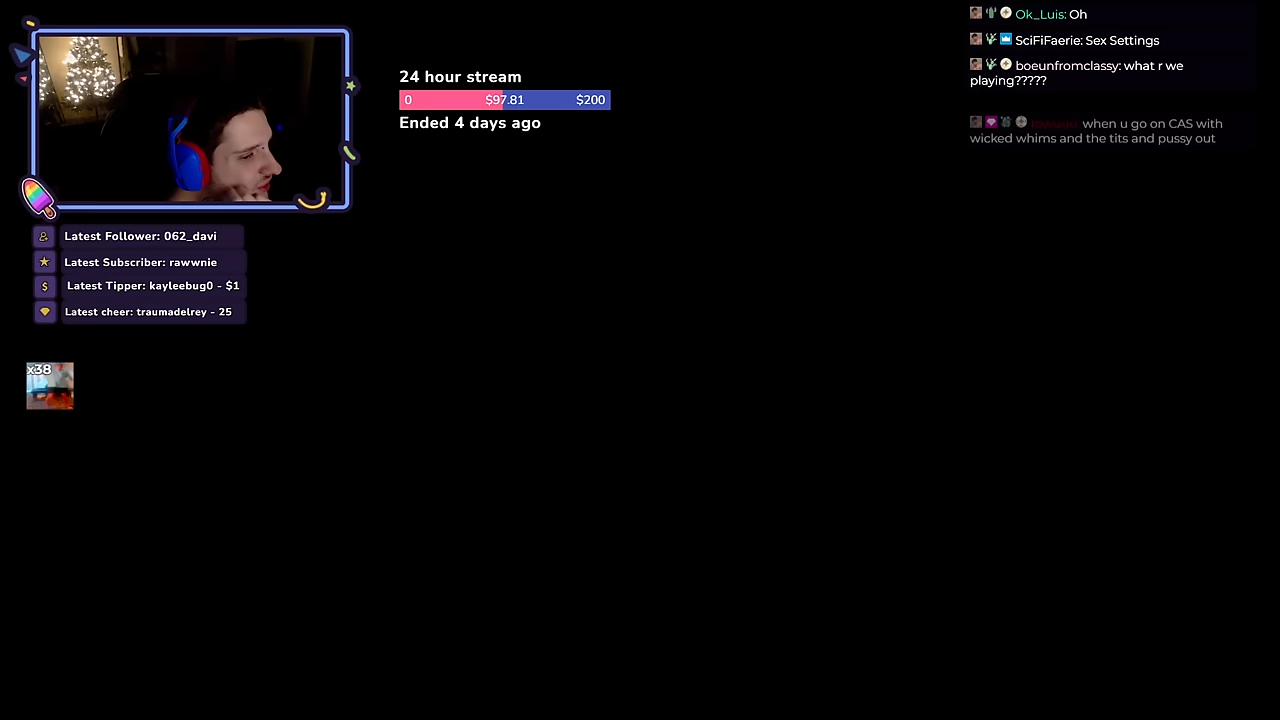 24 hour stream
0 $97.81 $200
Ended 4 days ago
Latest Follower: 062_davi
Latest Subscriber: rawwnie
Latest Tipper: kayleebug0 - $1
Latest cheer: traumadelrey - 25
x38
Ok_Luis: Oh
SciFiFaerie: Sex Settings
boeunfromclassy: what r we
playing?????
when u go on CAS with
wicked whims and the tits and pussy out